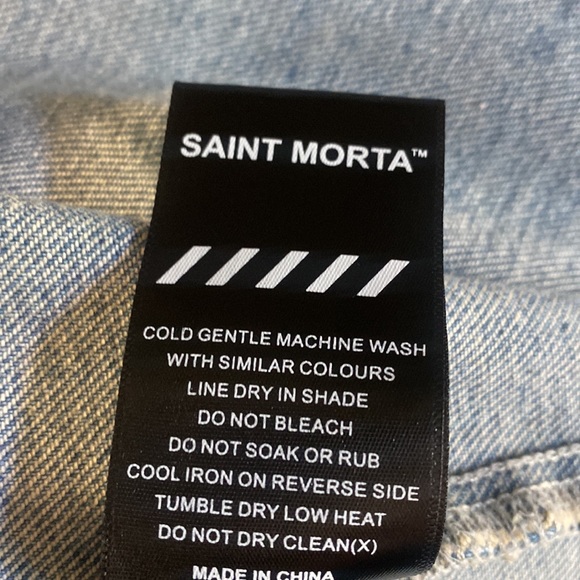 SAINT MORTA™
COLD GENTLE MACHINE WASH
WITH SIMILAR COLOURS
LINE DRY IN SHADE
DO NOT BLEACH
DO NOT SOAK OR RUB
COOL IRON ON REVERSE SIDE
TUMBLE DRY LOW HEAT
DO NOT DRY CLEAN(X)
MADE IN CHINA